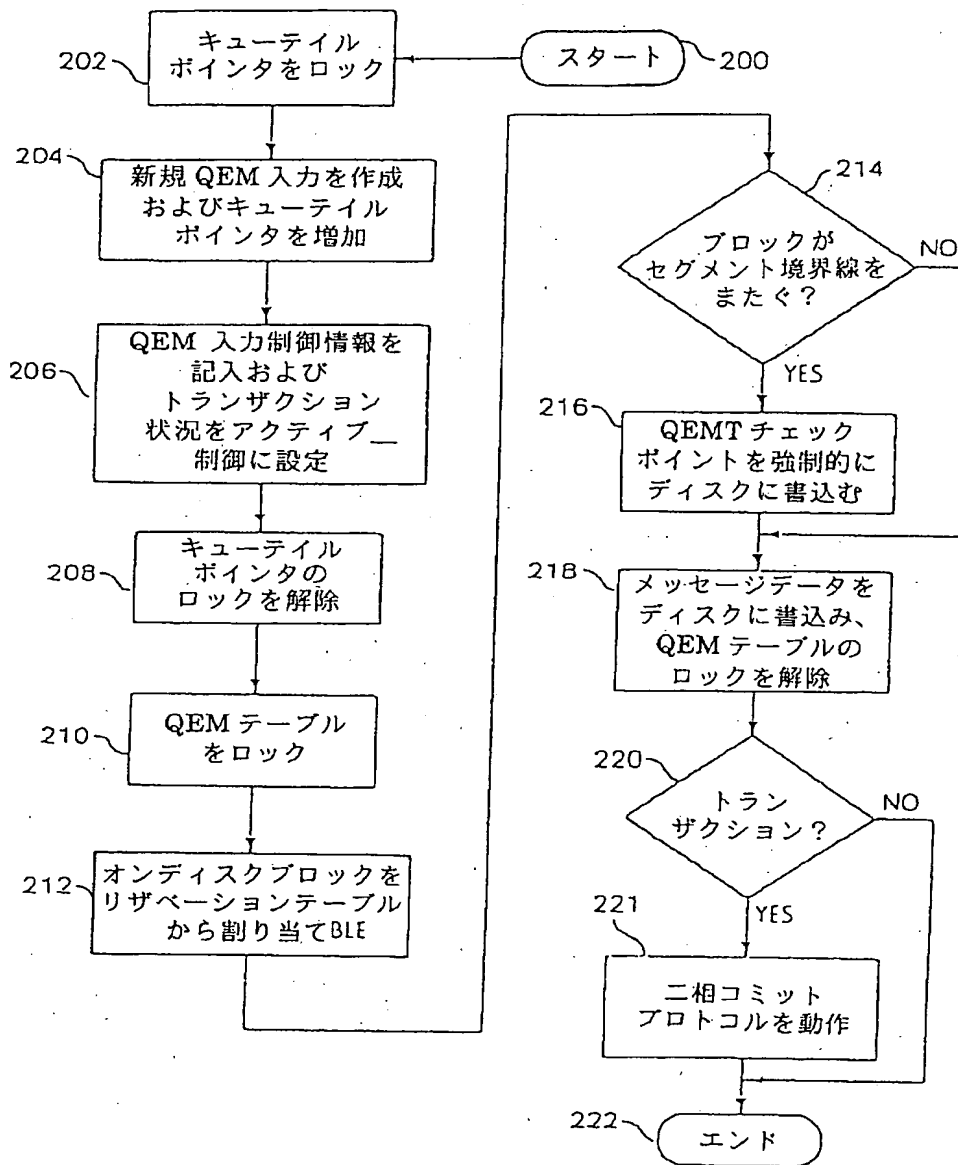 スタート
200
202
キューテイル
ポインタをロック
204
新規 QEM 入力を作成
およびキューテイル
ポインタを増加
206
QEM 入力制御情報を
記入および
トランザクション
状況をアクティブ__
制御に設定
208
キューテイル
ポインタの
ロックを解除
210
QEM テーブル
をロック
212
オンディスクブロックを
リザベーションテーブル
から割り当てBLE
214
ブロックが
セグメント境界線を
またぐ?
NO
YES
216
QEMT チェック
ポイントを強制的に
ディスクに書込む
218
メッセージデータを
ディスクに書込み、
QEM テーブルの
ロックを解除
220
トラン
ザクション?
NO
YES
221
二相コミット
プロトコルを動作
222
エンド